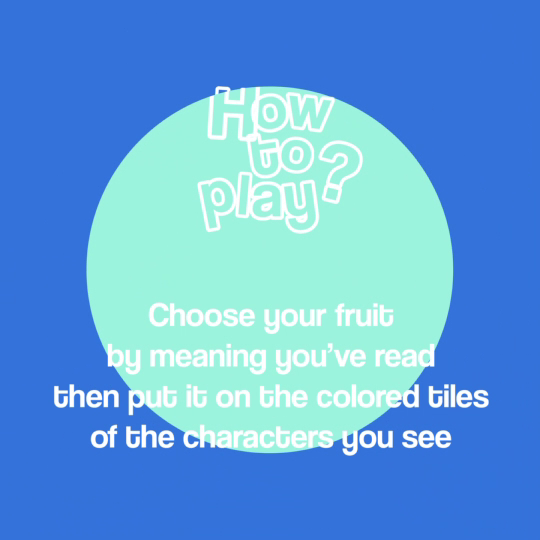 How
to
play?
Choose your fruit
by meaning you've read
then put it on the colored tiles
of the characters you see